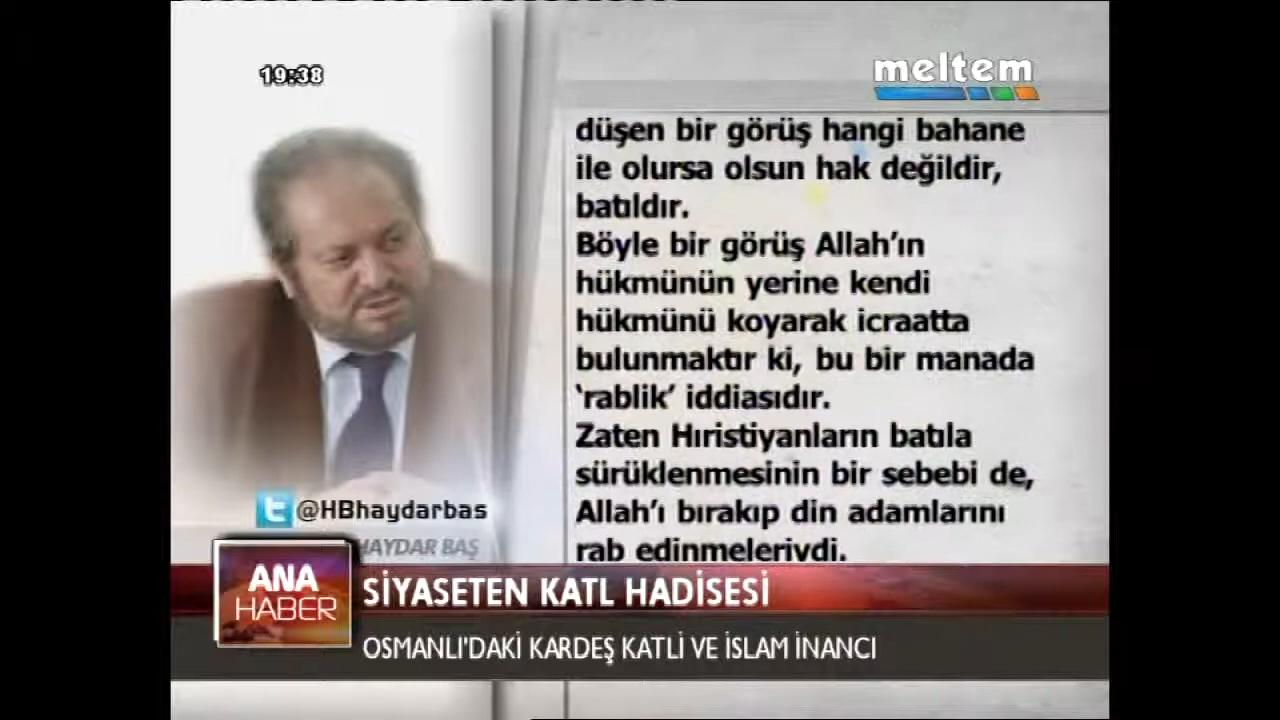 19:38
meltem
düşen bir görüş hangi bahane
ile olursa olsun hak değildir,
batıldır.
Böyle bir görüş Allah'ın
hükmünün yerine kendi
hükmünü koyarak icraatta
bulunmaktır ki, bu bir manada
'rablik' iddiasıdır.
Zaten Hıristiyanların batıla
sürüklenmesinin bir sebebi de,
Allah'ı bırakıp din adamlarını
rab edinmeleriydi.
@HBhaydarbas
HAYDAR BAŞ
ANA
HABER
SİYASETEN KATL HADİSESİ
OSMANLI'DAKİ KARDEŞ KATLİ VE İSLAM İNANCI